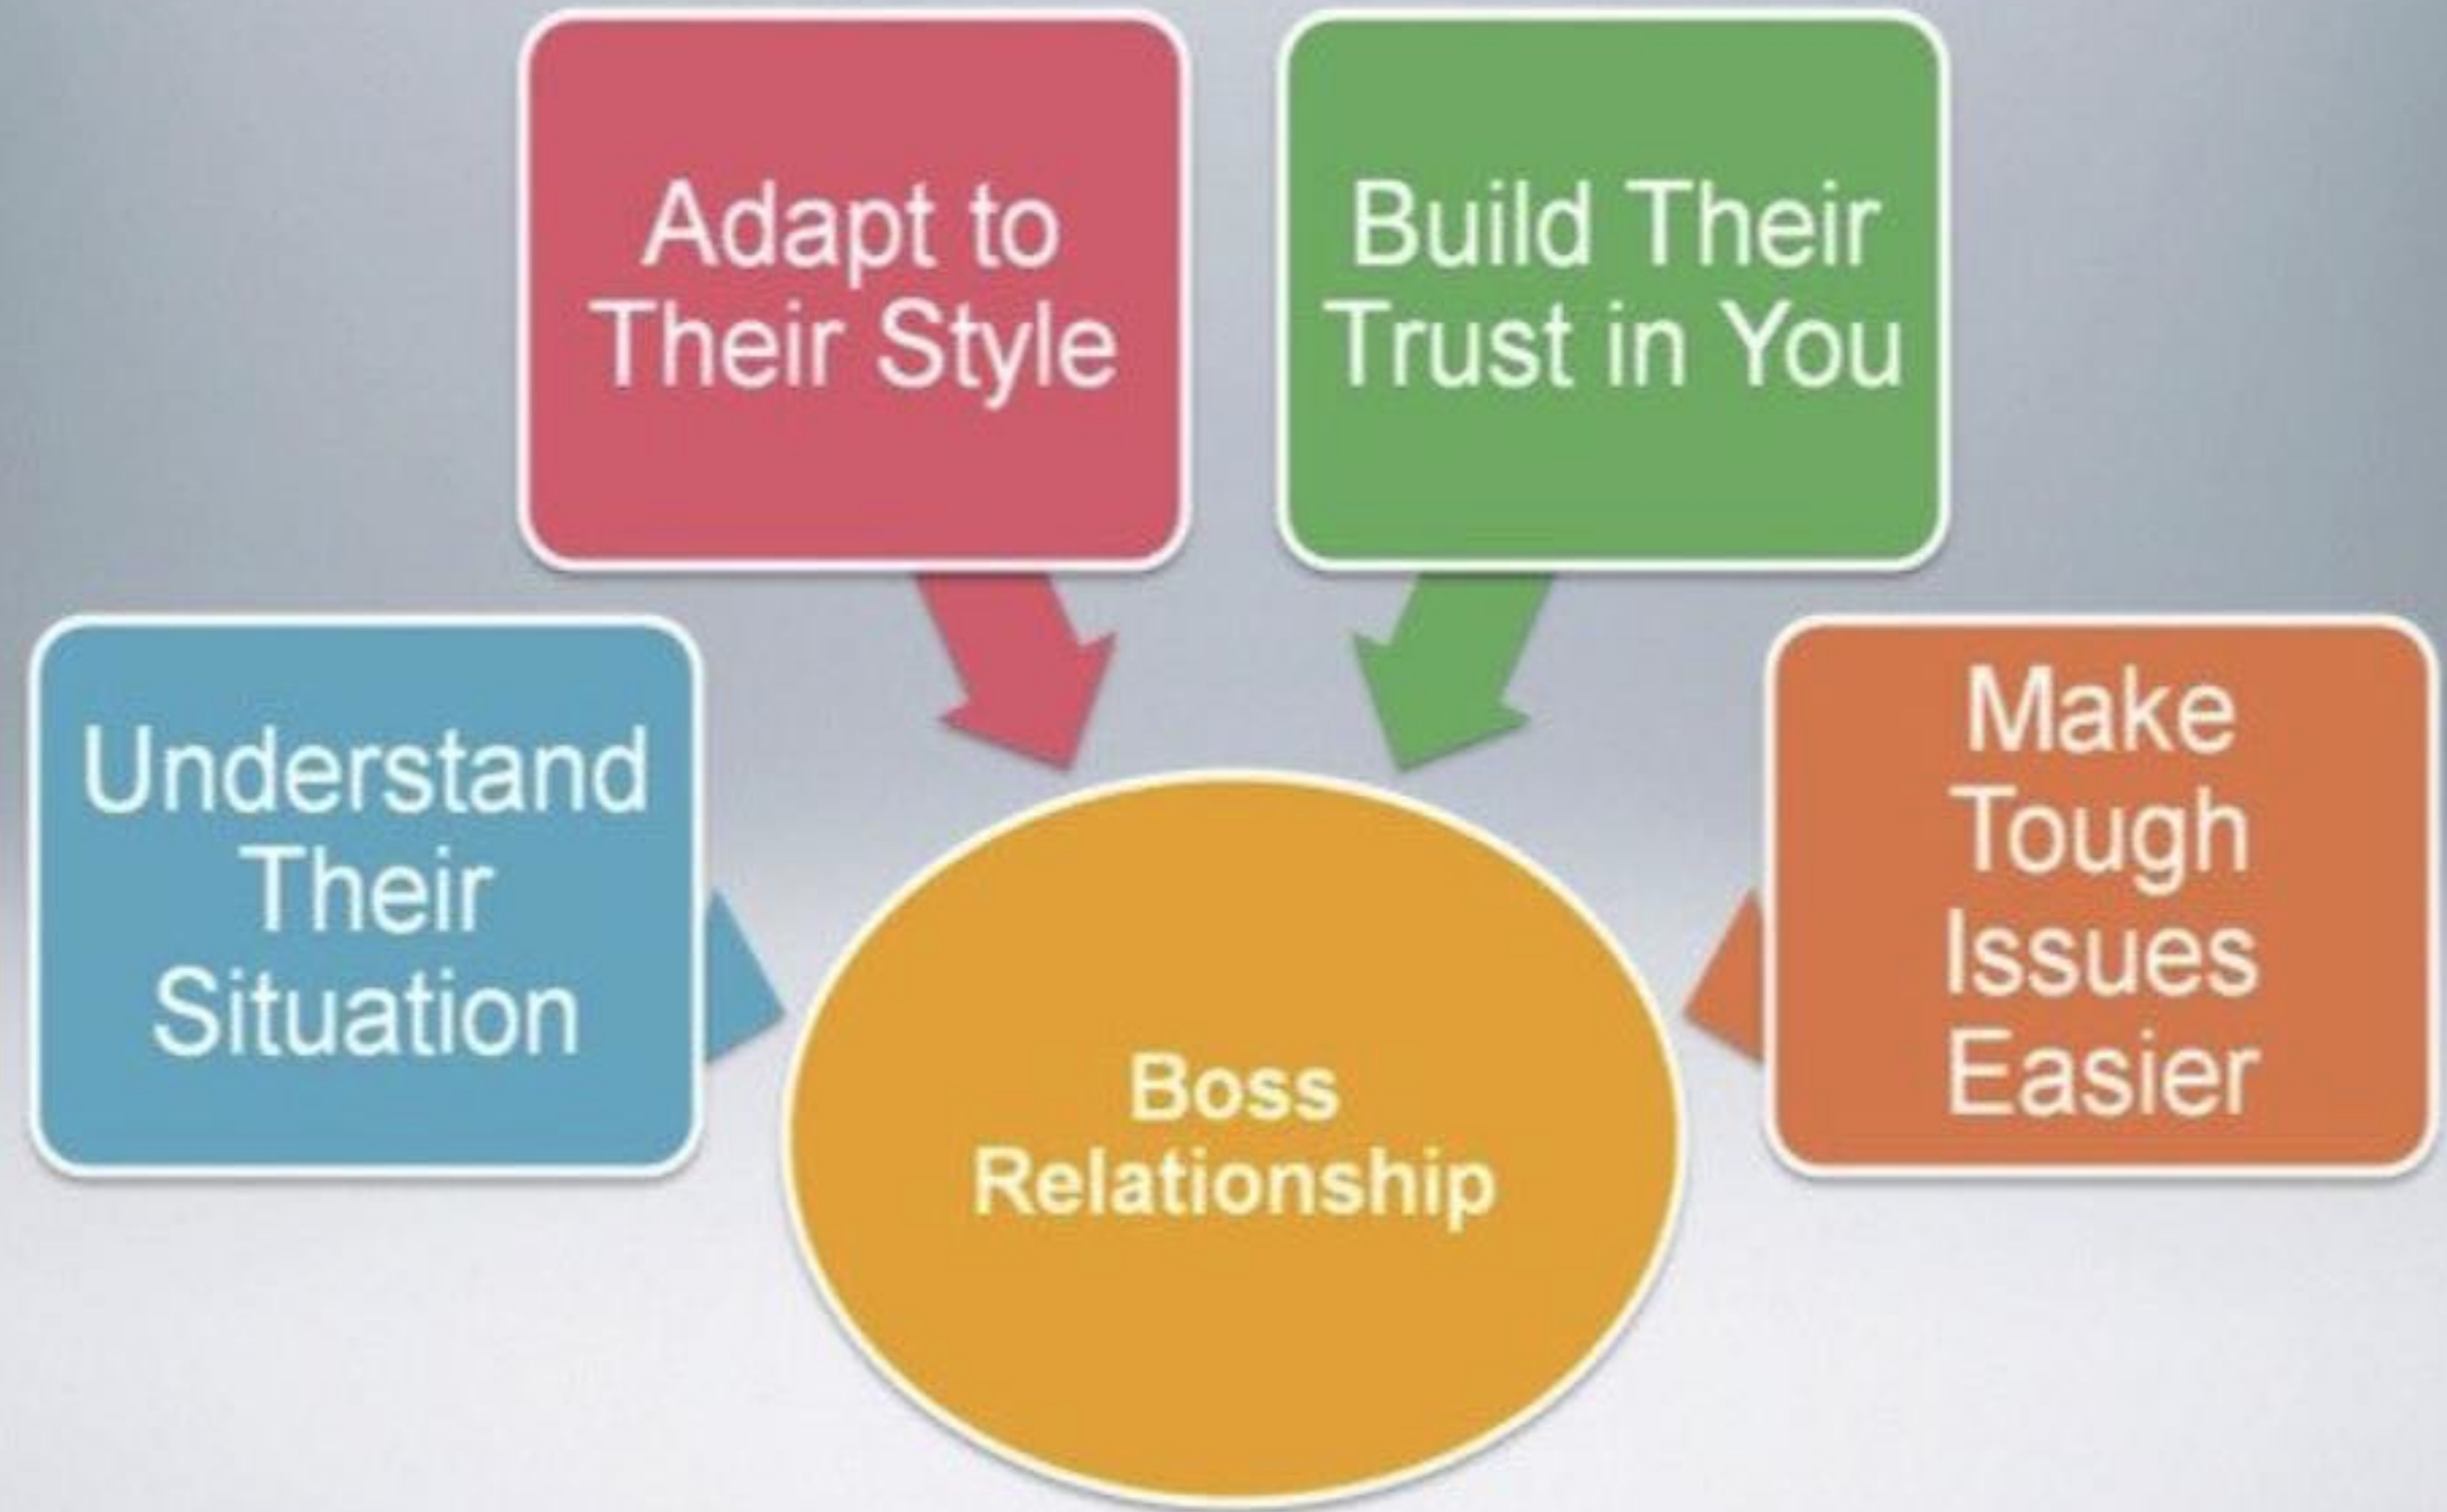 Adapt to
Their Style
Build Their
Trust in You
Understand
Their
Situation
Make
Tough
Issues
Easier
Boss
Relationship